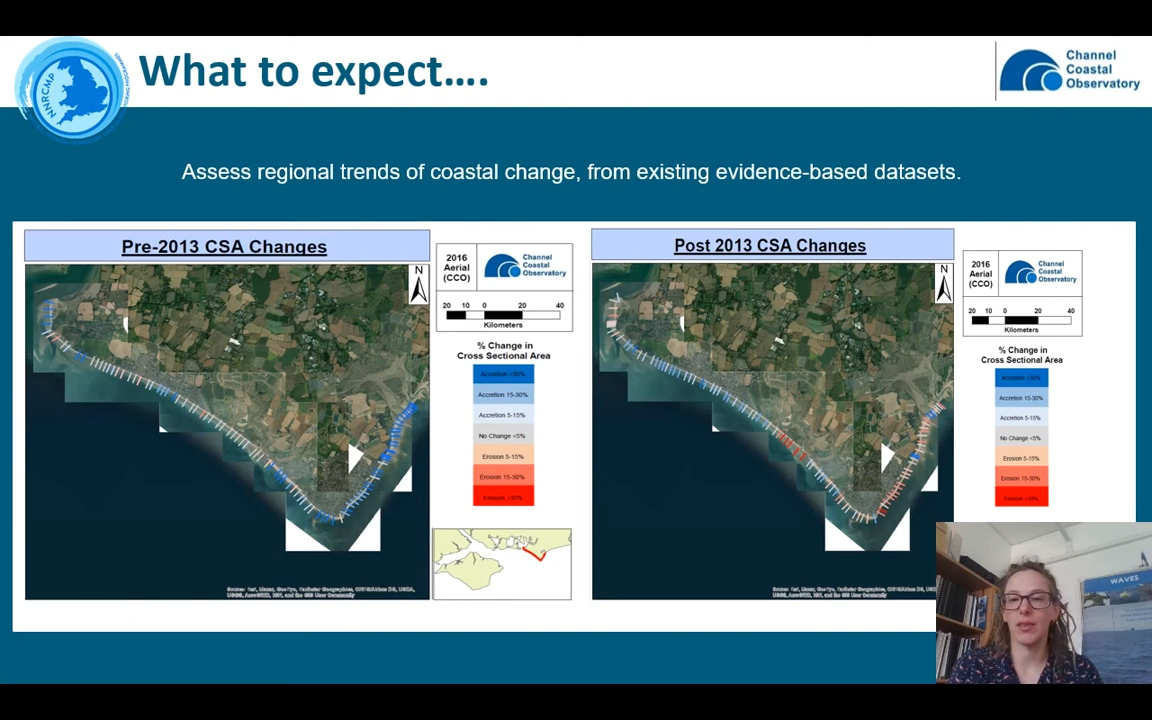 What to expect....
NNRCMP
Channel
Coastal
Observatory
Assess regional trends of coastal change, from existing evidence-based datasets.
Pre-2013 CSA Changes
N
2016
Aerial
(CCO)
Channel
Coastal
Observatory
20 10 0 20 40
Kilometers
% Change in
Cross Sectional Area
Accretion >30%
Accretion 15-30%
Accretion 5-15%
No Change <5%
Erosion 5-15%
Erosion 15-30%
Post 2013 CSA Changes
N
2016
Aerial
(CCO)
Channel
Coastal
Observatory
20 10 0 20 40
Kilometers
% Change in
Cross Sectional Area
Accretion 15-30%
Accretion 5-15%
No Change <5%
Erosion 5-15%
Erosion 15-30%
WAVES